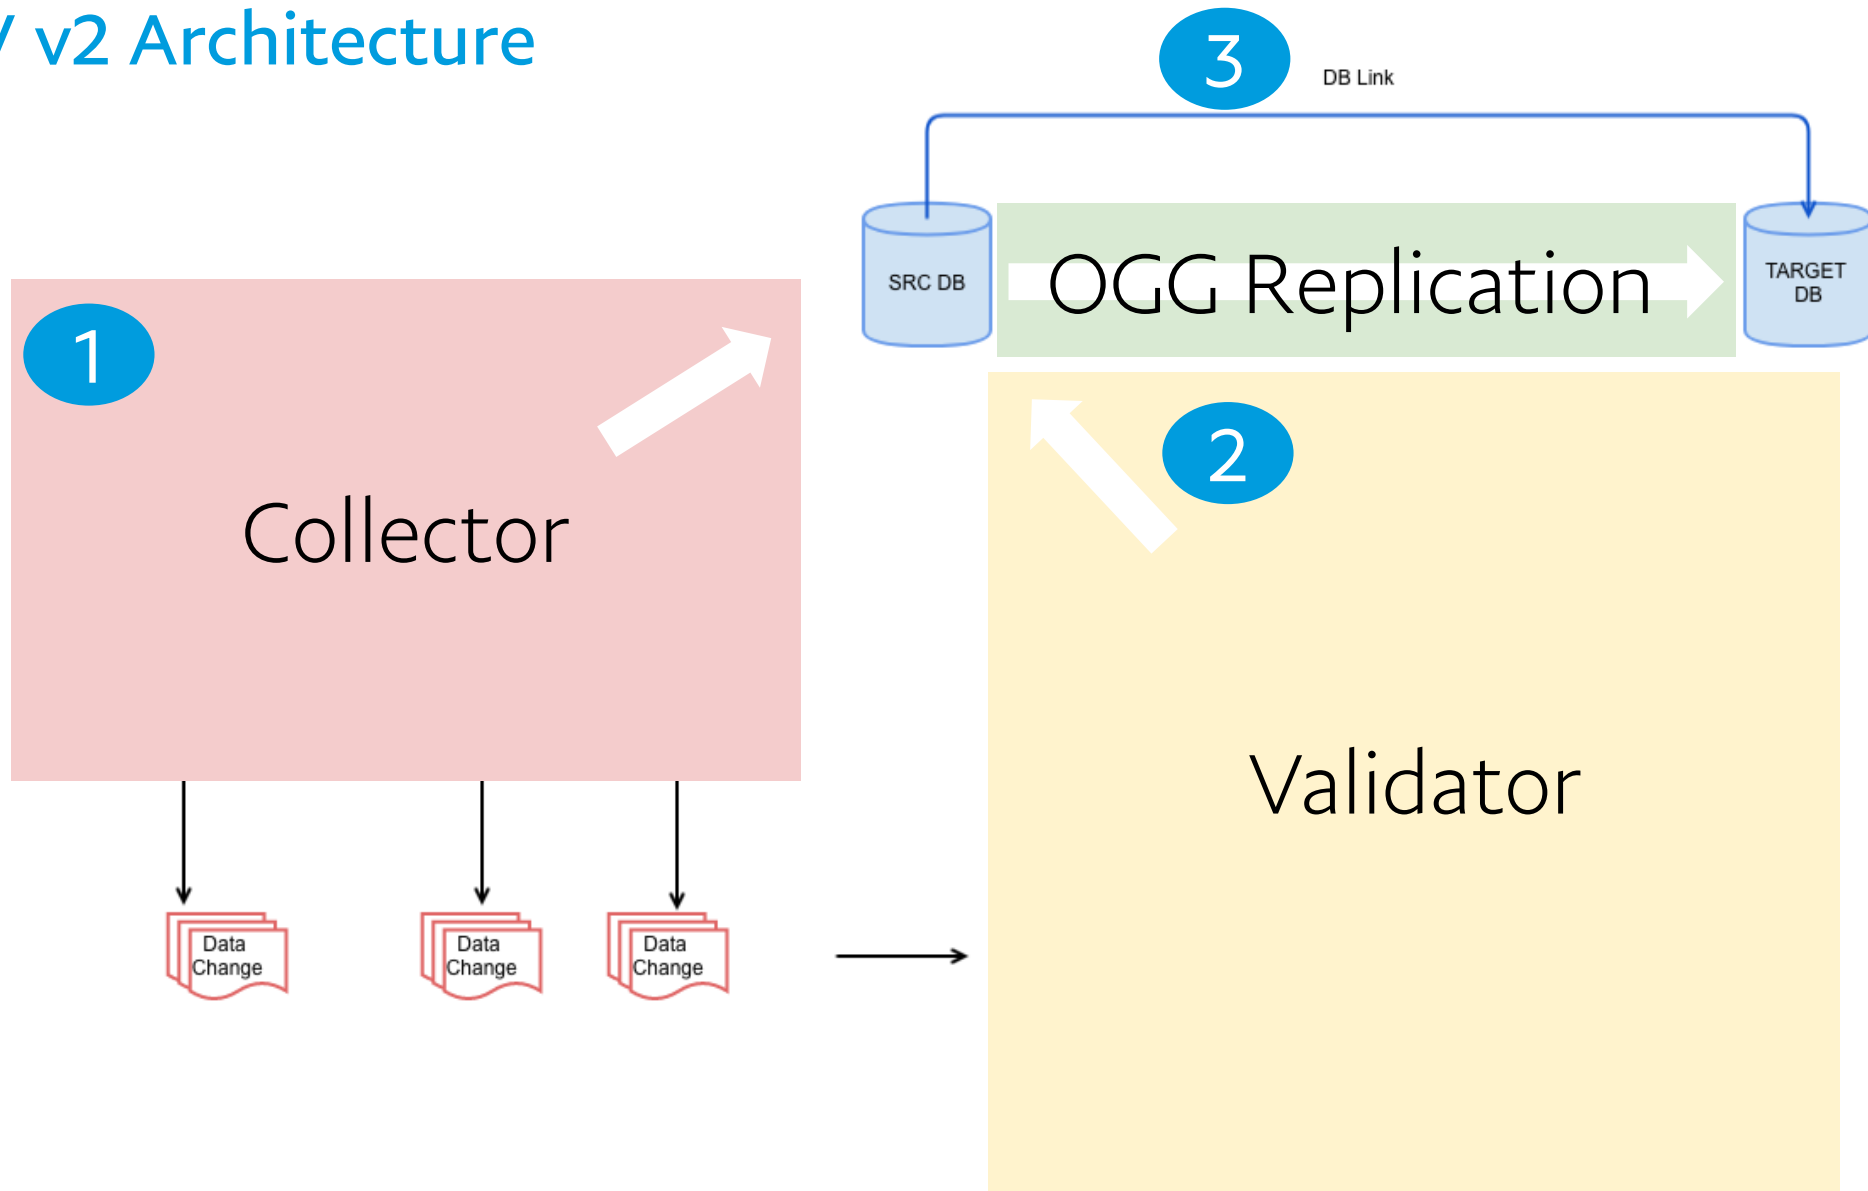 v2 Architecture
3
DB Link
SRC DB
OGG Replication
TARGET
DB
1
Collector
2
Validator
Data
Change
Data
Change
Data
Change